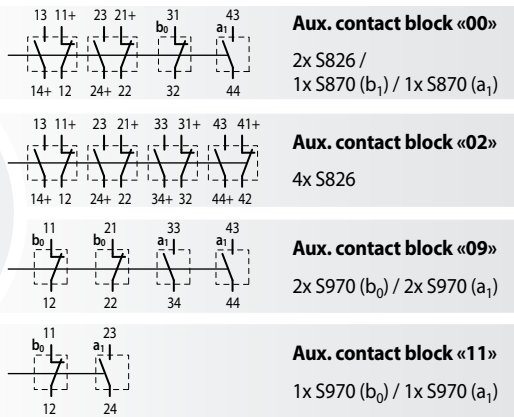 13 11+ 23 21+ 31 43
b₀ a₁
14+ 12 24+ 22 32 44
Aux. contact block «00»
2x S826 /
1x S870 (b₁) / 1x S870 (a₁)
13 11+ 23 21+ 33 31+ 43 41+
14+ 12 24+ 22 34+ 32 44+ 42
Aux. contact block «02»
4x S826
11 21 33 43
b₀ b₀ a₁ a₁
12 22 34 44
Aux. contact block «09»
2x S970 (b₀) / 2x S970 (a₁)
11 23
b₀ a₁
12 24
Aux. contact block «11»
1x S970 (b₀) / 1x S970 (a₁)